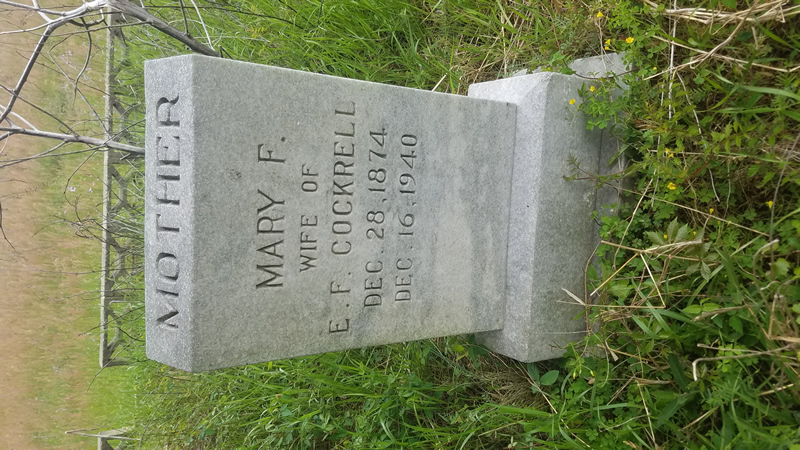 MOTHER
MARY F.
WIFE OF
E. F. COCKRELL
DEC. 28, 1874.
DEC. 16, 1940